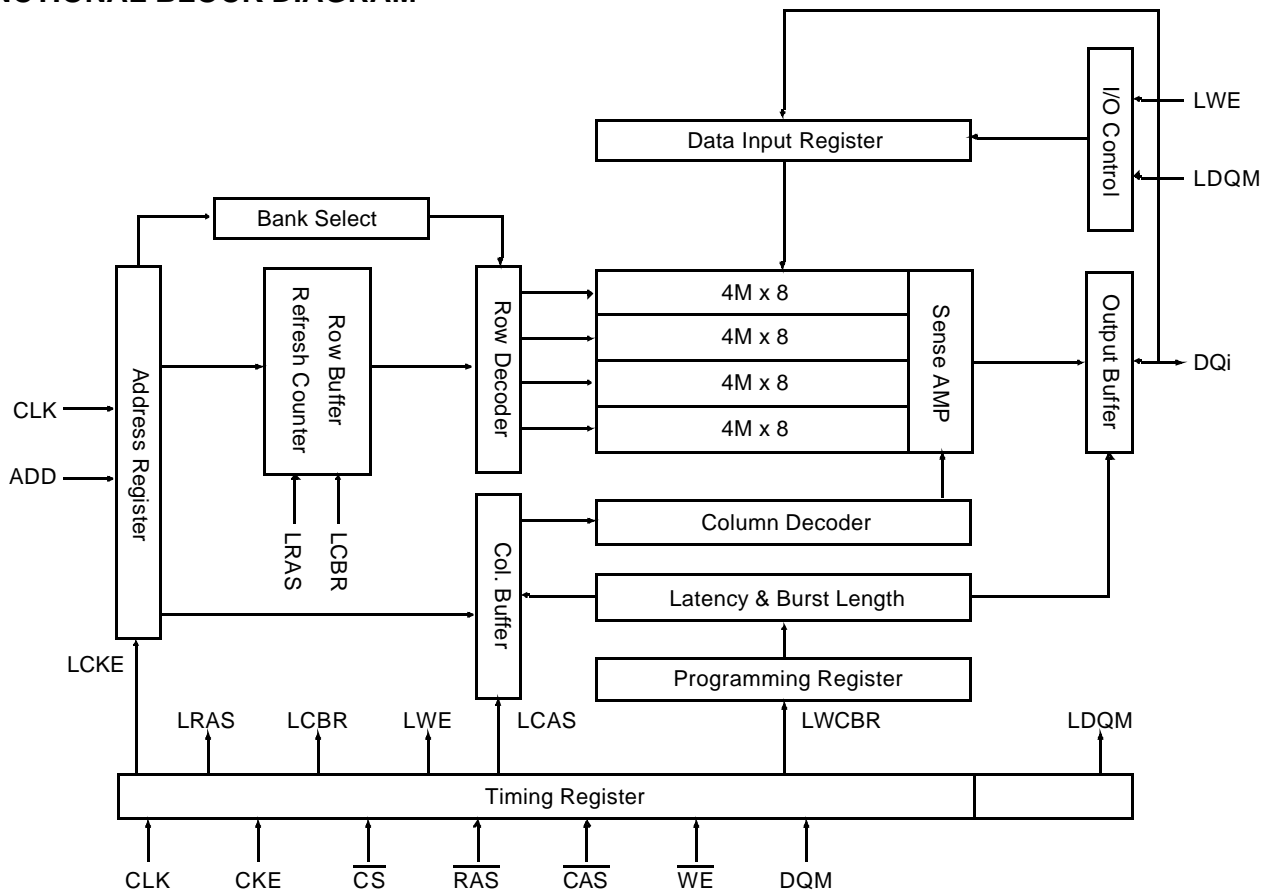 NCTIONAL BLOCK DIAGRAM
I/O Control
LWE
Data Input Register
LDQM
Bank Select
Address Register
Row Buffer
Refresh Counter
Row Decoder
4M x 8
4M x 8
4M x 8
4M x 8
Sense AMP
Output Buffer
DQi
CLK
ADD
LRAS
LCBR
Col. Buffer
Column Decoder
Latency & Burst Length
Programming Register
LCKE
LRAS
LCBR
LWE
LCAS
LWCBR
LDQM
Timing Register
CLK
CKE
CS
RAS
CAS
WE
DQM